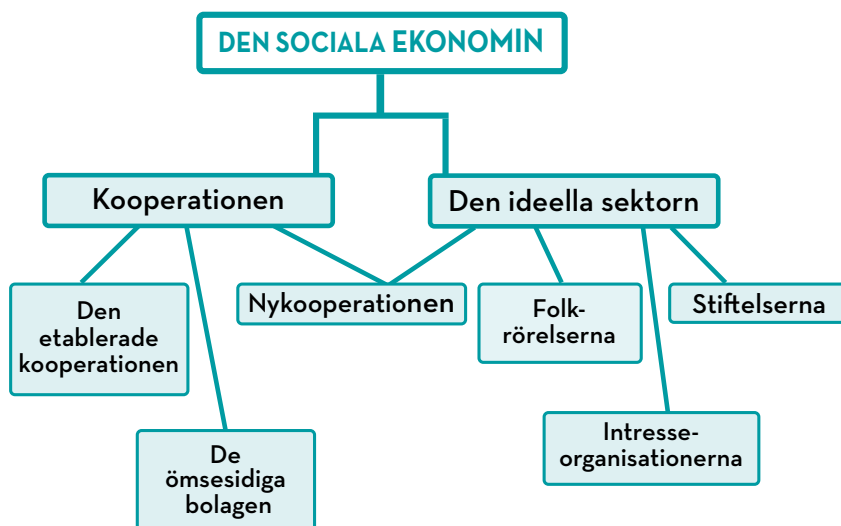 DEN SOCIALA EKONOMIN
Kooperationen
Den ideella sektorn
Den
etablerade
kooperationen
Nykooperationen
Folk-
rörelserna
Stiftelserna
De
ömsesidiga
bolagen
Intresse-
organisationerna